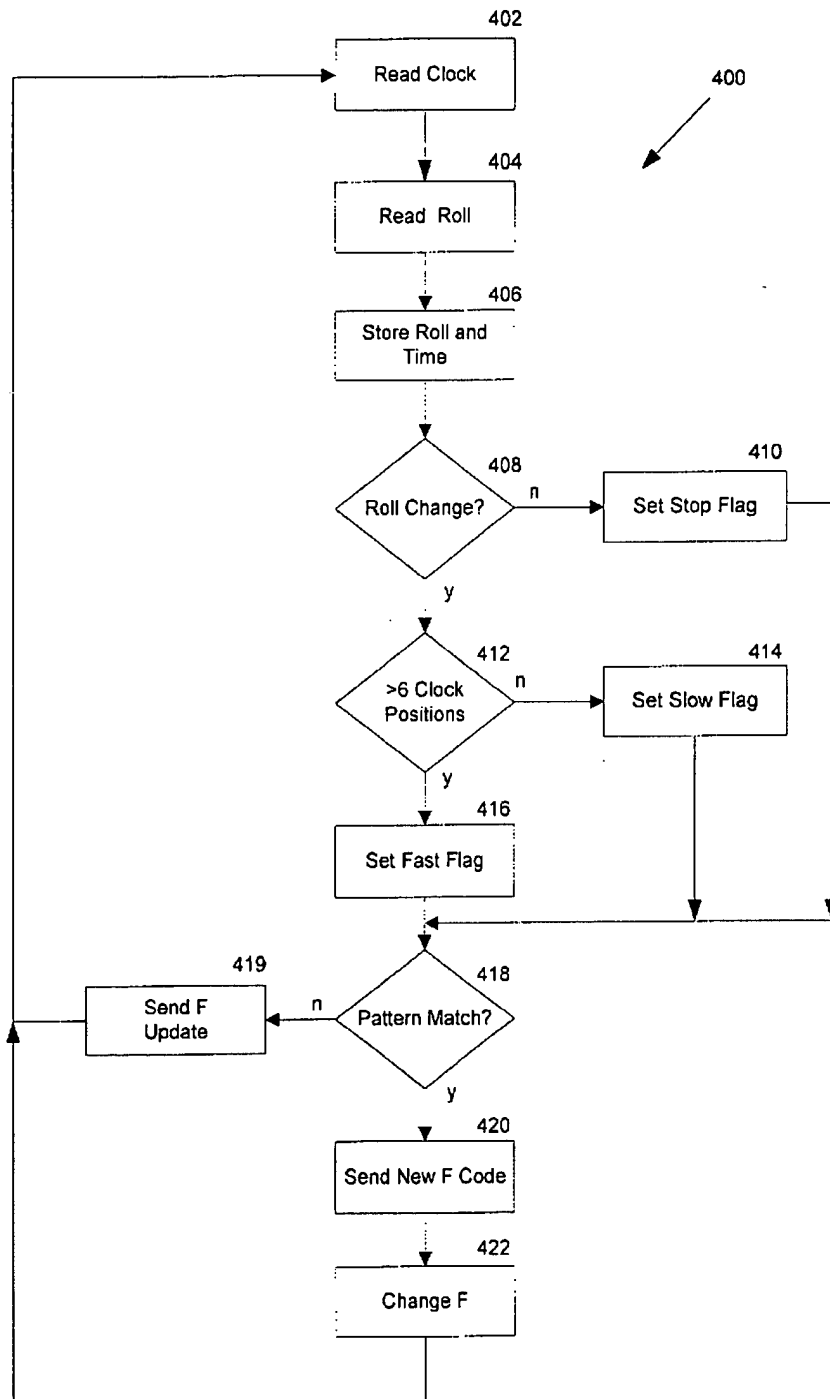 402
Read Clock
400
404
Read Roll
406
Store Roll and
Time
408
Roll Change?
n
y
410
Set Stop Flag
412
>6 Clock
Positions
n
y
414
Set Slow Flag
416
Set Fast Flag
418
Pattern Match?
n
y
419
Send F
Update
420
Send New F Code
422
Change F